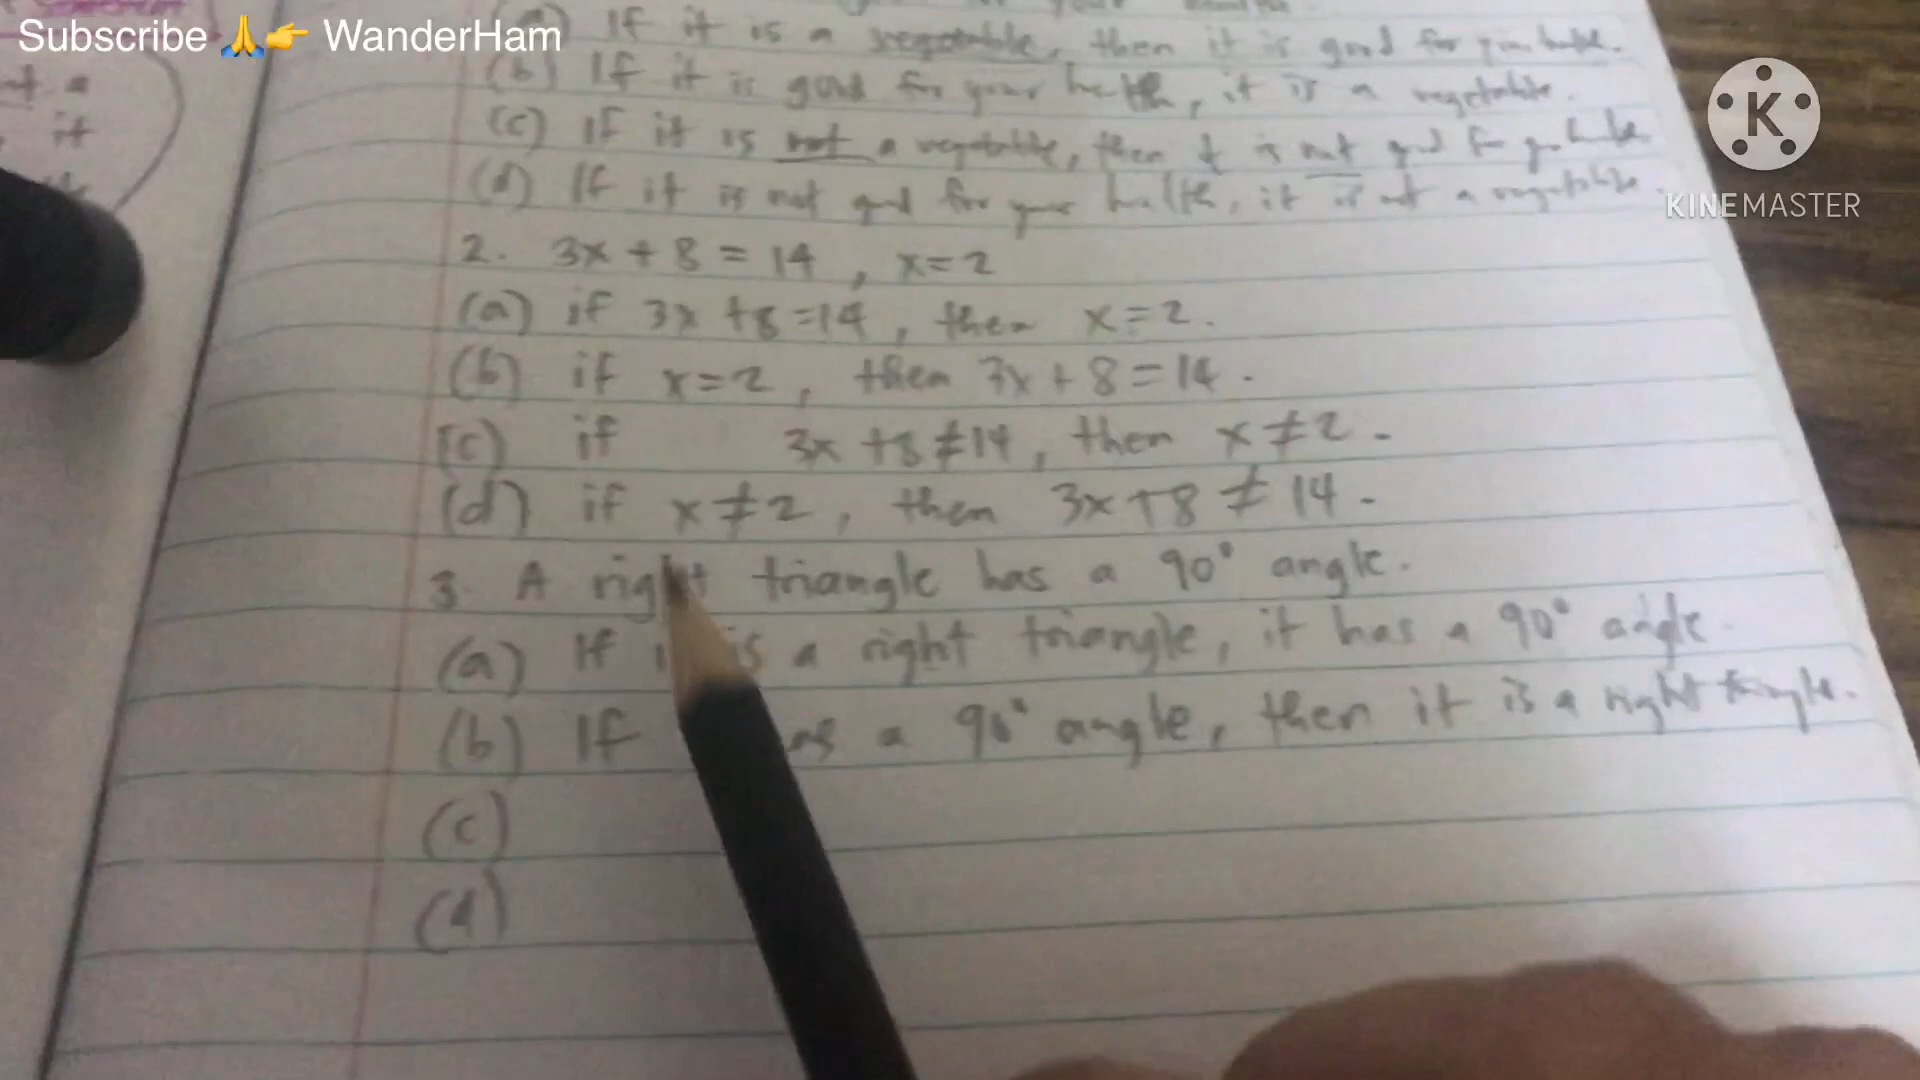 Subscribe 🙏👉 WanderHam
K
KINEMASTER
t a
it
(a) If it is a vegetable, then it is good for your health.
(b) If it is good for your health, it is a vegetable.
(c) If it is not a vegetable, then it is not good for your health
(d) If it is not good for your health, it is not a vegetable.
2. 3x + 8 = 14, x = 2
(a) if 3x + 8 = 14, then x = 2.
(b) if x = 2, then 3x + 8 = 14.
(c) if 3x + 8 ≠ 14, then x ≠ 2.
(d) if x ≠ 2, then 3x + 8 ≠ 14.
3. A right triangle has a 90° angle.
(a) If is a right triangle, it has a 90° angle.
(b) If as a 90° angle, then it is a right triangle.
(c)
(d)